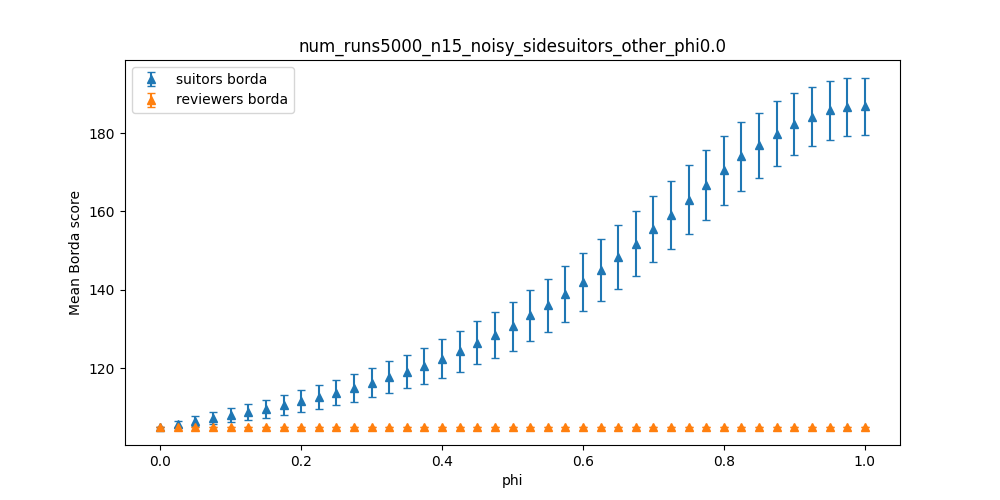 num_runs5000_n15_noisy_sidesuitors_other_phi0.0
suitors borda
reviewers borda
180
160
140
120
Mean Borda score
0.0 0.2 0.4 0.6 0.8 1.0
phi